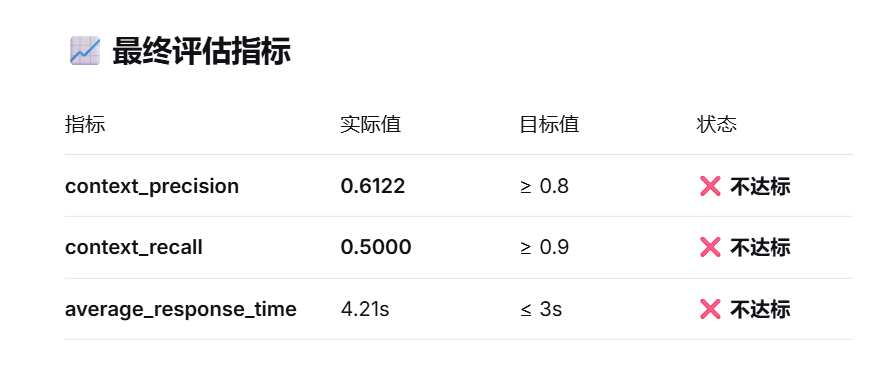 📈 最终评估指标
指标 实际值 目标值 状态
context_precision 0.6122 ≥ 0.8 ❌ 不达标
context_recall 0.5000 ≥ 0.9 ❌ 不达标
average_response_time 4.21s ≤ 3s ❌ 不达标